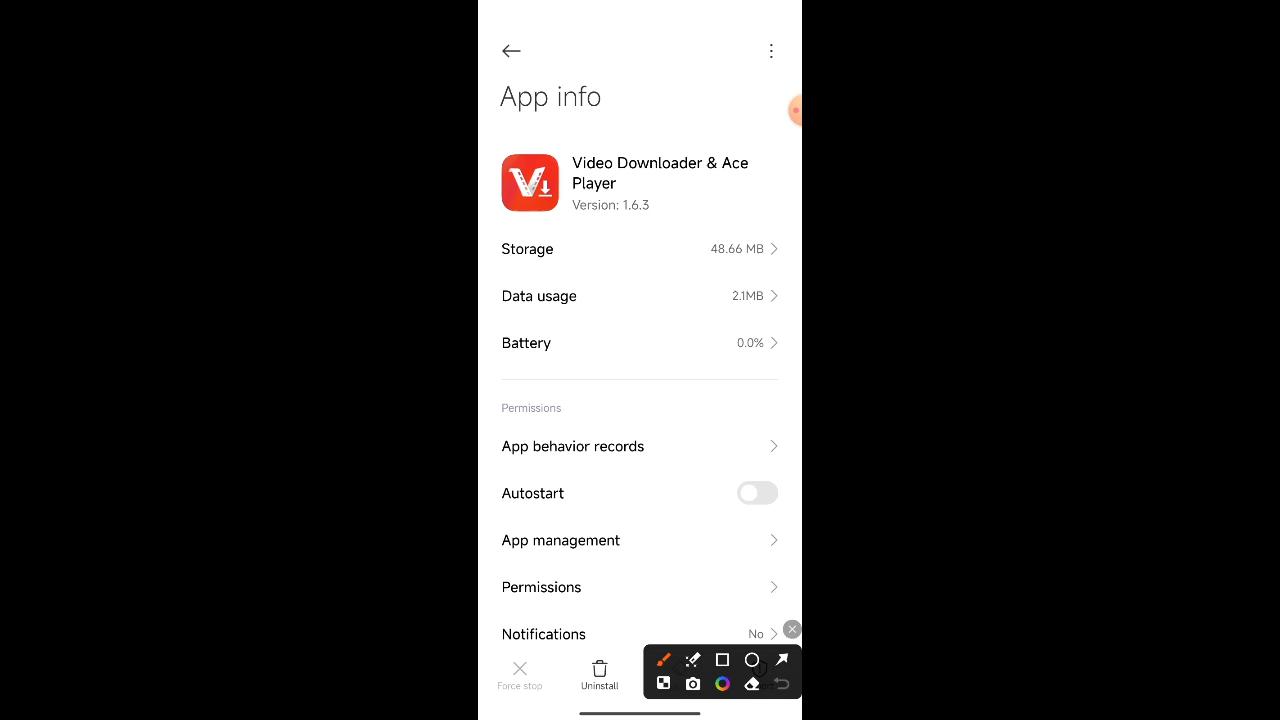 App info
Video Downloader & Ace
Player
Version: 1.6.3
Storage 48.66 MB
Data usage 2.1MB
Battery 0.0%
Permissions
App behavior records
Autostart
App management
Permissions
Notifications No
Force stop Uninstall